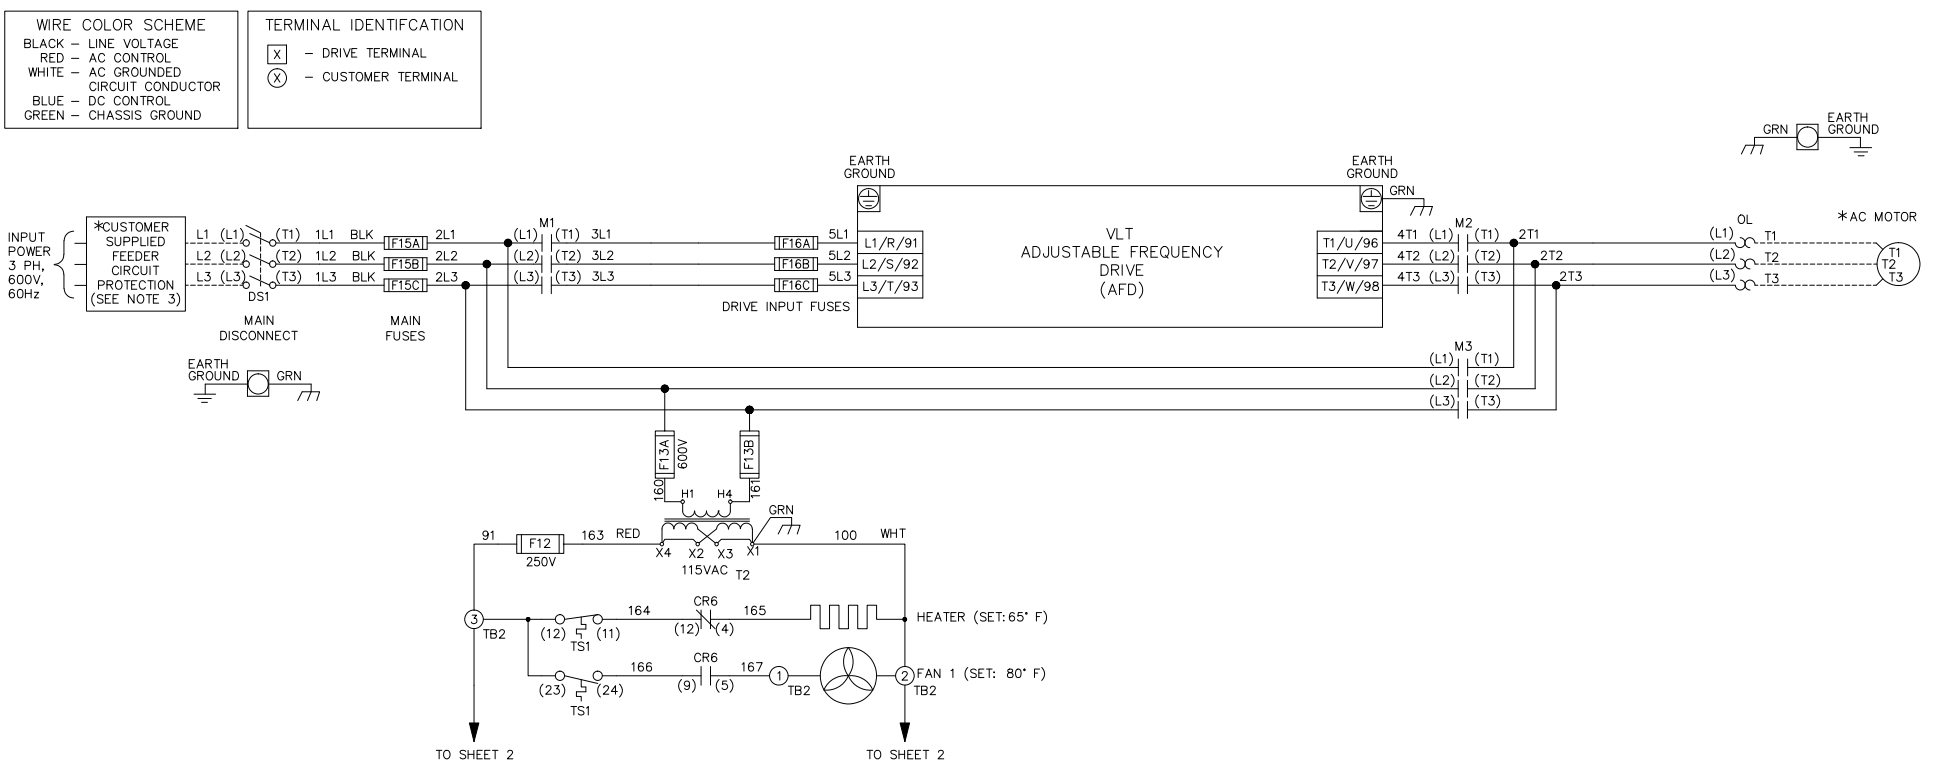 WIRE COLOR SCHEME
BLACK – LINE VOLTAGE
RED – AC CONTROL
WHITE – AC GROUNDED
CIRCUIT CONDUCTOR
BLUE – DC CONTROL
GREEN – CHASSIS GROUND
TERMINAL IDENTIFCATION
X – DRIVE TERMINAL
X – CUSTOMER TERMINAL
GRN
EARTH
GROUND
EARTH
GROUND
EARTH
GROUND
GRN
INPUT
POWER
3 PH,
600V,
60Hz
*CUSTOMER
SUPPLIED
FEEDER
CIRCUIT
PROTECTION
(SEE NOTE 3)
L1 (L1) (T1) 1L1 BLK F15A 2L1 (L1) M1 (T1) 3L1 F16A 5L1 L1/R/91
L2 (L2) 1L2 BLK F15B 2L2 (L2) (T2) 3L2 F16B 5L2 L2/S/92
L3 (L3) (T3) 1L3 BLK F15C 2L3 (L3) (T3) 3L3 F16C 5L3 L3/T/93
DS1
MAIN
DISCONNECT
MAIN
FUSES
DRIVE INPUT FUSES
VLT
ADJUSTABLE FREQUENCY
DRIVE
(AFD)
T1/U/96 4T1 (L1) M2 (T1) 2T1 (L1) OL T1
T2/V/97 4T2 (L2) (T2) 2T2 (L2) T2
T3/W/98 4T3 (L3) (T3) 2T3 (L3) T3
*AC MOTOR
T1
T2
T3
EARTH
GROUND
GRN
M3
(L1) (T1)
(L2) (T2)
(L3) (T3)
F13A
600V
F13B
160
161
H1 H4
GRN
91 F12 163 RED
250V
X4 X2 X3 X1
100 WHT
115VAC T2
3
TB2
(12) (11)
TS1
164
CR6
(12) (4)
165
HEATER (SET:65° F)
(23) (24)
TS1
166
CR6
(9) (5)
167
1
TB2
2
TB2
FAN 1 (SET: 80° F)
TO SHEET 2
TO SHEET 2